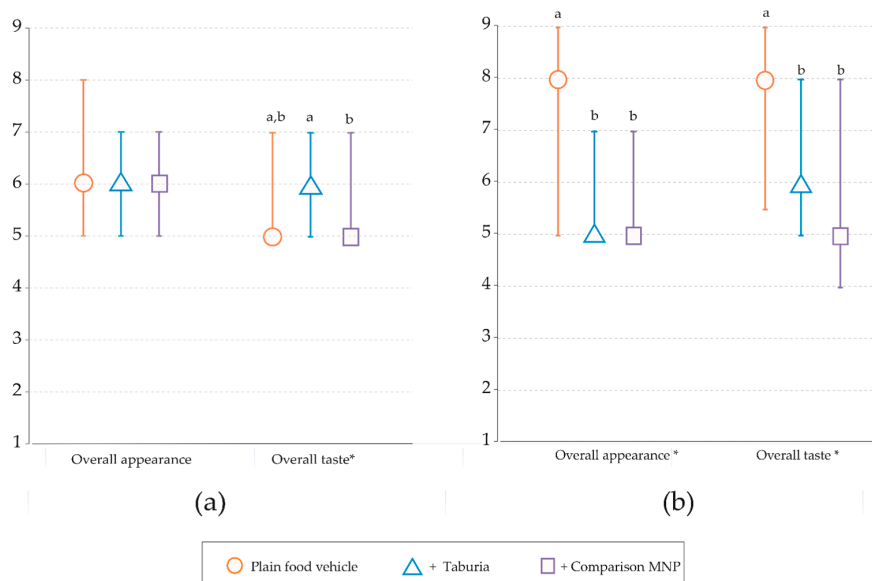 9
8
7
6
5
4
3
2
1
a,b
a
b
Overall appearance
Overall taste*
(a)
9
8
7
6
5
4
3
2
1
a
b
b
a
b
b
Overall appearance *
Overall taste *
(b)
Plain food vehicle
+ Taburia
+ Comparison MNP